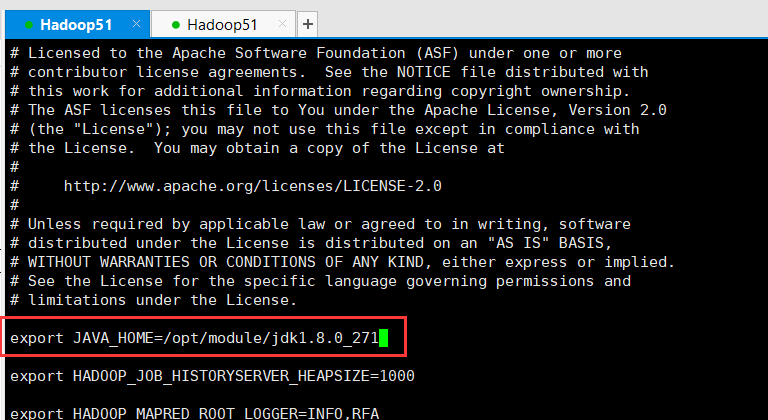 Hadoop51
Hadoop51
# Licensed to the Apache Software Foundation (ASF) under one or more
# contributor license agreements.  See the NOTICE file distributed with
# this work for additional information regarding copyright ownership.
# The ASF licenses this file to You under the Apache License, Version 2.0
# (the "License"); you may not use this file except in compliance with
# the License.  You may obtain a copy of the License at
#
#     http://www.apache.org/licenses/LICENSE-2.0
#
# Unless required by applicable law or agreed to in writing, software
# distributed under the License is distributed on an "AS IS" BASIS,
# WITHOUT WARRANTIES OR CONDITIONS OF ANY KIND, either express or implied.
# See the License for the specific language governing permissions and
# limitations under the License.
export JAVA_HOME=/opt/module/jdk1.8.0_271
export HADOOP_JOB_HISTORYSERVER_HEAPSIZE=1000
export HADOOP_MAPRED_ROOT_LOGGER=INFO,RFA